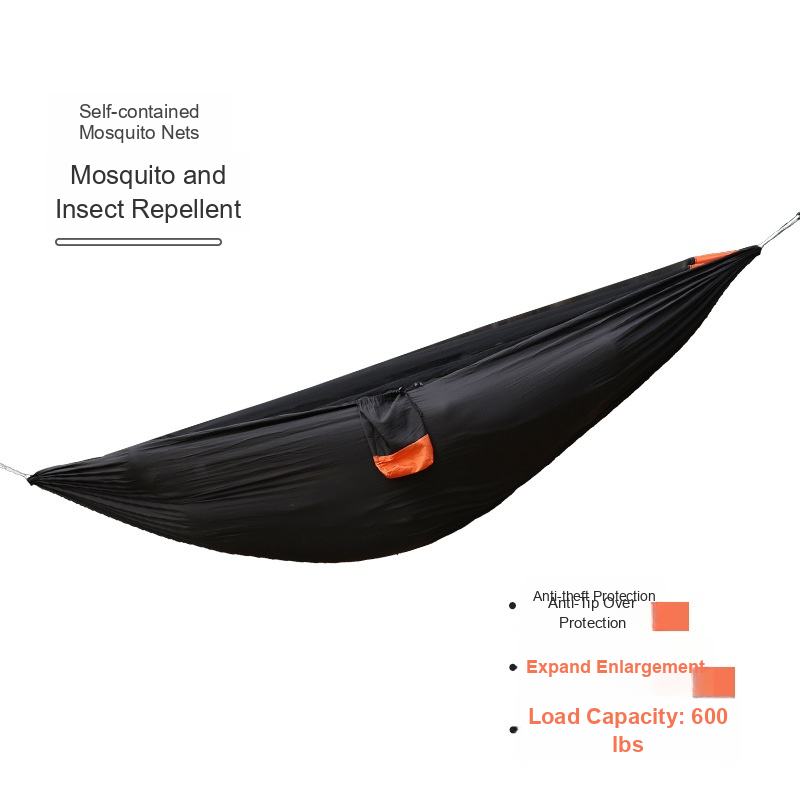 Self-contained
Mosquito Nets
Mosquito and
Insect Repellent
Anti-theft Protection
Anti-Tip Over
Protection
Expand Enlargement
Load Capacity: 600
lbs